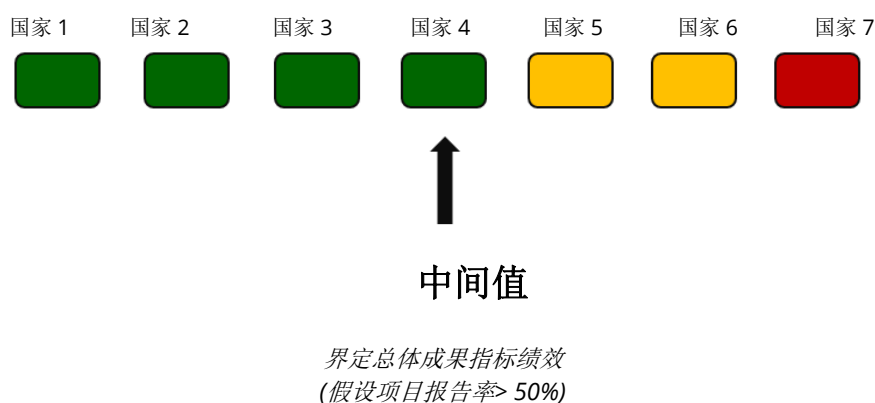 国家 1 国家 2 国家 3 国家 4 国家 5 国家 6 国家 7
中间值
界定总体成果指标绩效
(假设项目报告率> 50%)